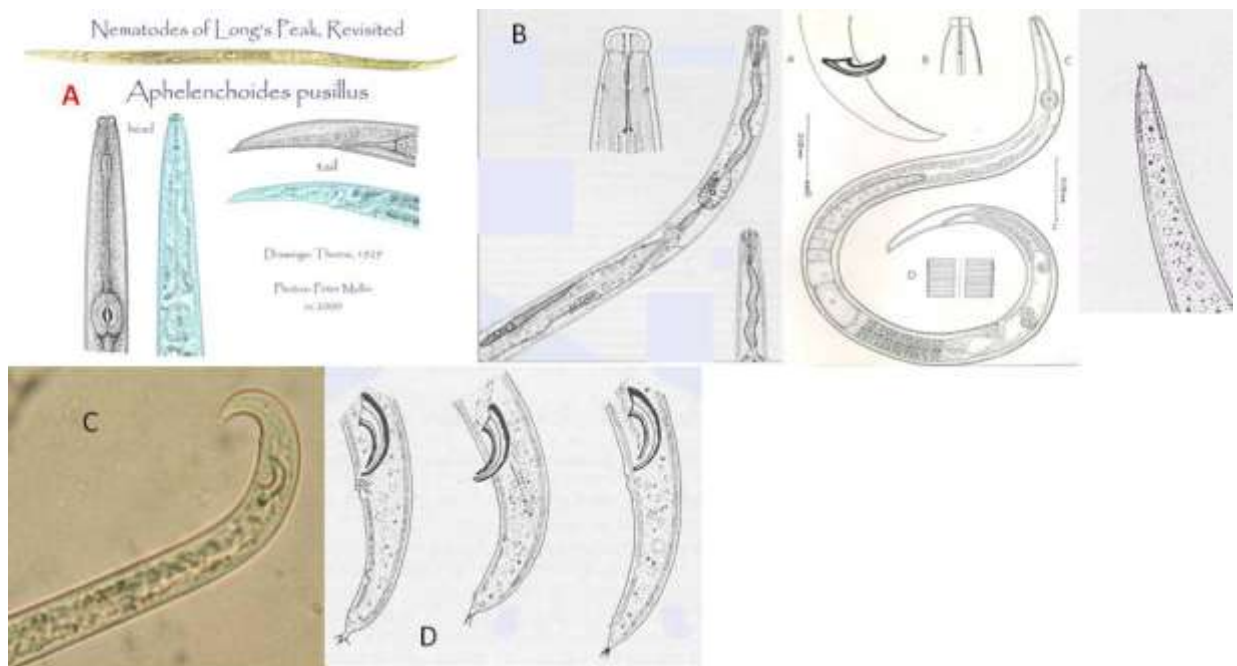 Nematodes of Long's Peak, Revisited
A
Aphelenchoides pusillus
head
tail
Drawings: Thorne, 1929
Photos: Peter Mullin
B
A
B
C
D
C
D